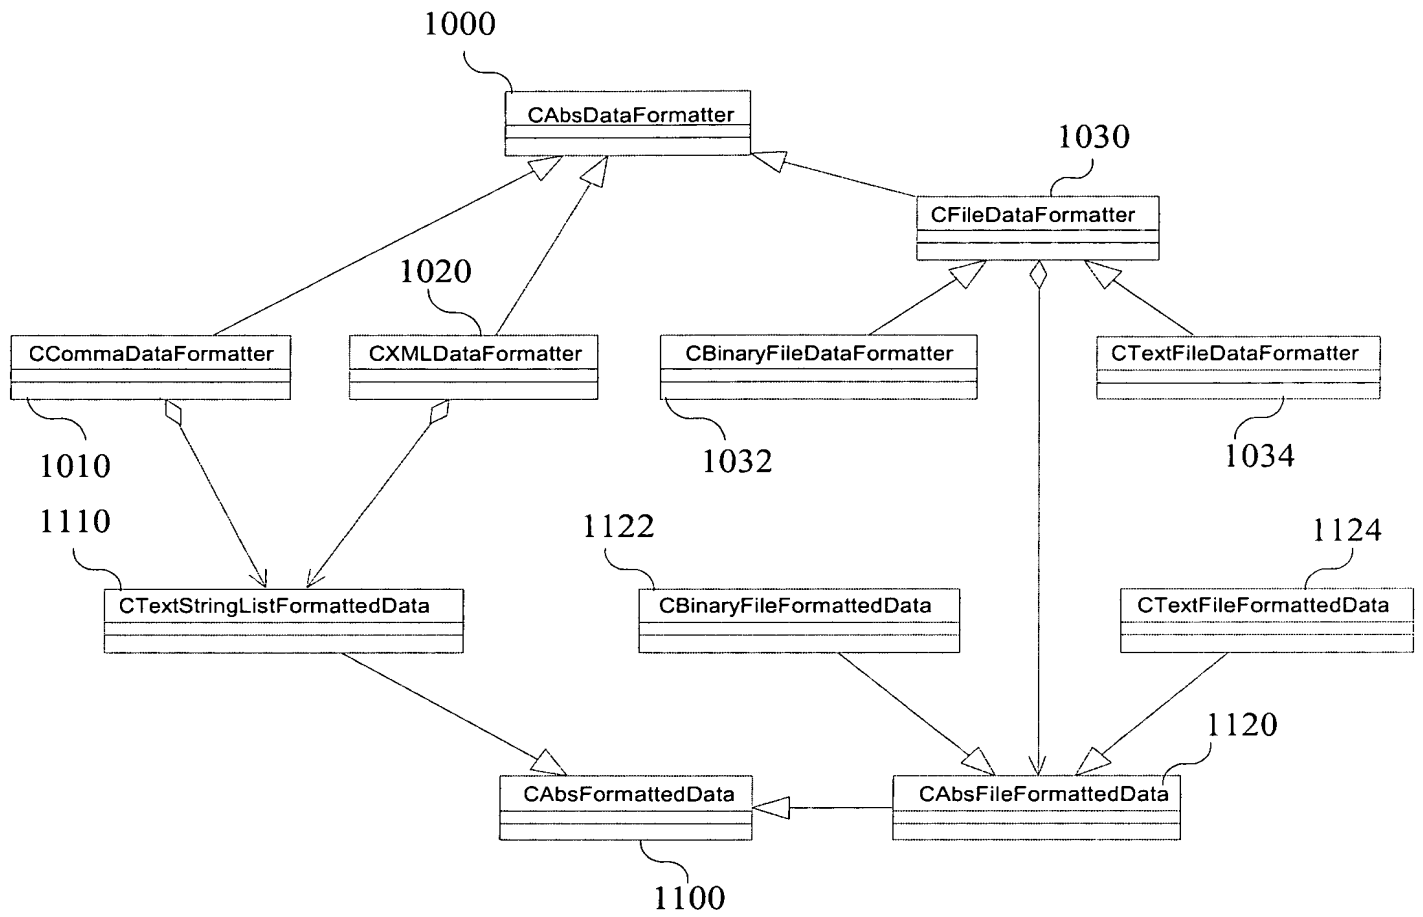 1000
CAbsDataFormatter
1030
CFileDataFormatter
1020
CCommaDataFormatter
CXMLDataFormatter
CBinaryFileDataFormatter
CTextFileDataFormatter
1010
1032
1034
1110
1122
1124
CTextStringListFormattedData
CBinaryFileFormattedData
CTextFileFormattedData
1120
CAbsFormattedData
CAbsFileFormattedData
1100